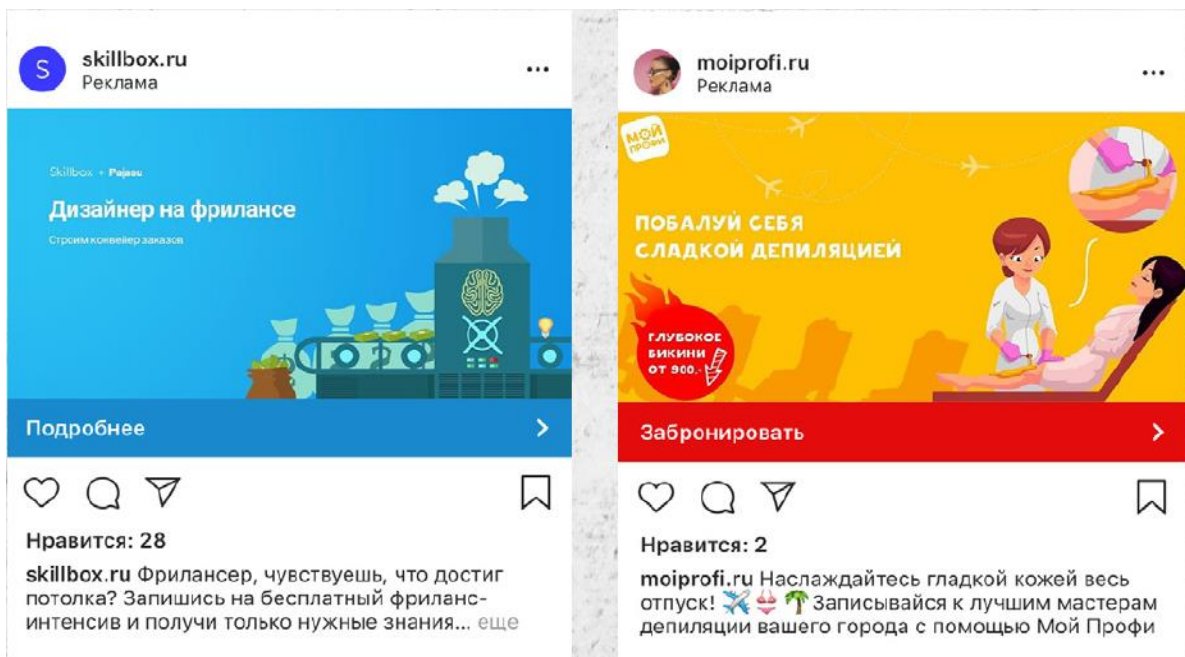 S
skillbox.ru
Реклама
Skillbox + Pajasu
Дизайнер на фрилансе
Строим конвейер заказов
Подробнее
Нравится: 28
skillbox.ru Фрилансер, чувствуешь, что достиг
потолка? Запишись на бесплатный фриланс-
интенсив и получи только нужные знания... еще
moiprofi.ru
Реклама
МОЙ
ПРОФИ
ПОБАЛУЙ СЕБЯ
СЛАДКОЙ ДЕПИЛЯЦИЕЙ
ГЛУБОКОЕ
БИКИНИ
ОТ 900.-
Забронировать
Нравится: 2
moiprofi.ru Наслаждайтесь гладкой кожей весь
отпуск! ✈️👙🌴 Записывайся к лучшим мастерам
депиляции вашего города с помощью Мой Профи